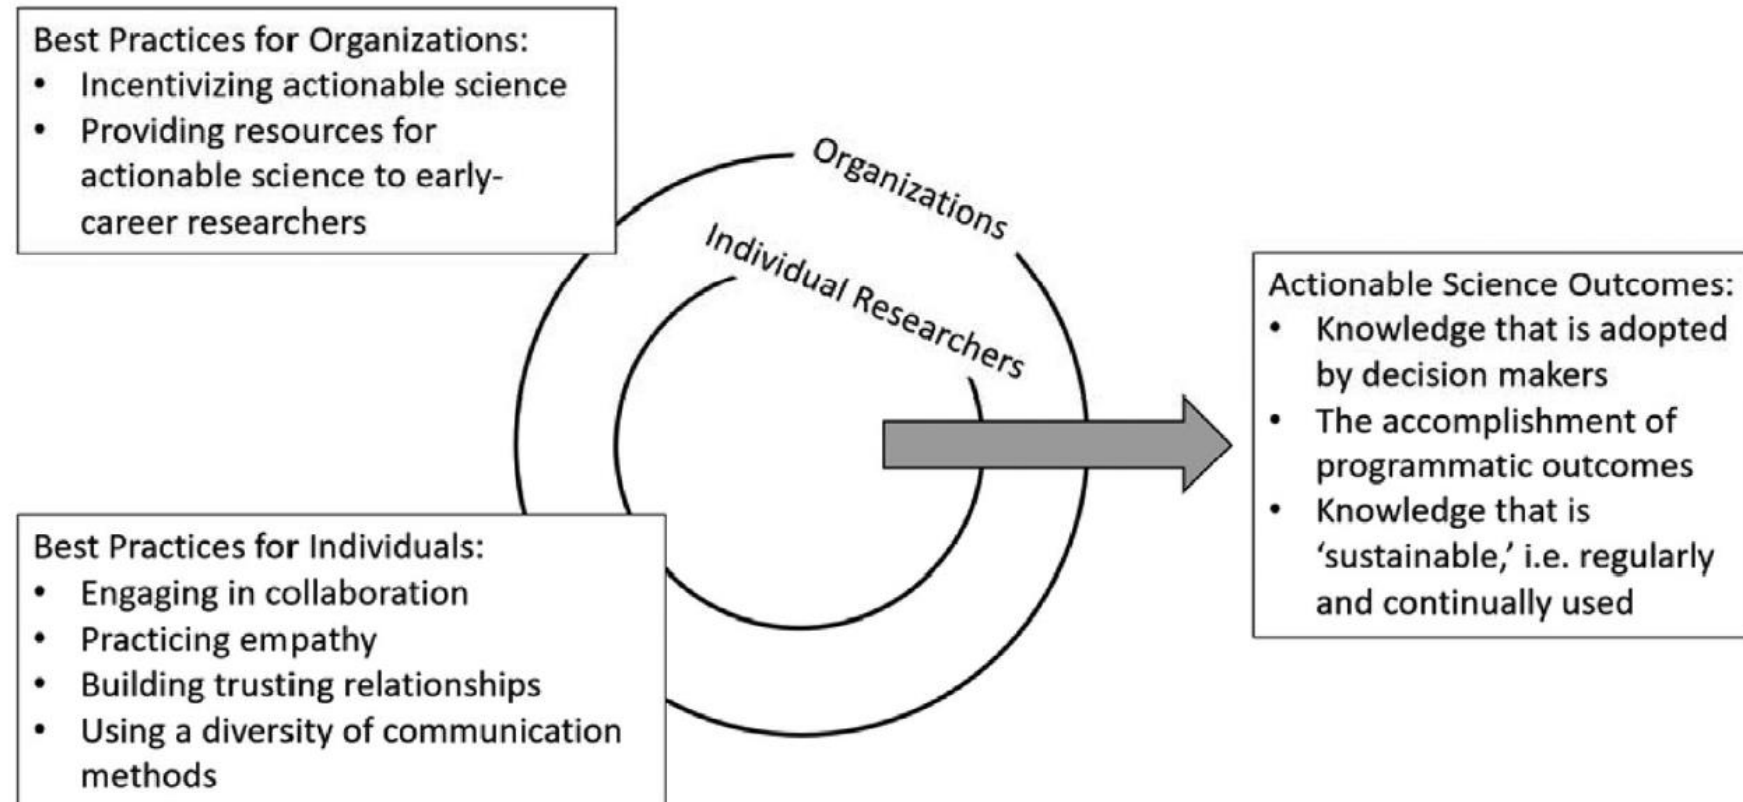 Best Practices for Organizations:
• Incentivizing actionable science
• Providing resources for
actionable science to early-
career researchers
Organizations
Individual Researchers
Actionable Science Outcomes:
• Knowledge that is adopted
by decision makers
• The accomplishment of
programmatic outcomes
• Knowledge that is
‘sustainable,’ i.e. regularly
and continually used
Best Practices for Individuals:
• Engaging in collaboration
• Practicing empathy
• Building trusting relationships
• Using a diversity of communication
methods